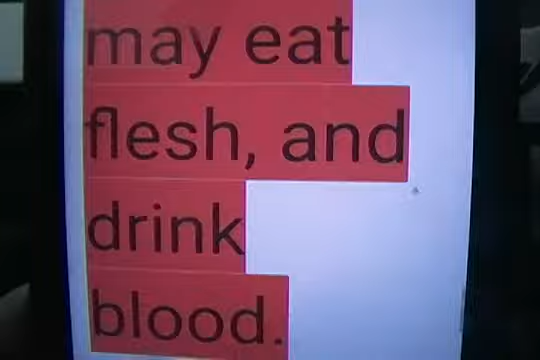 may eat
flesh, and
drink
blood.